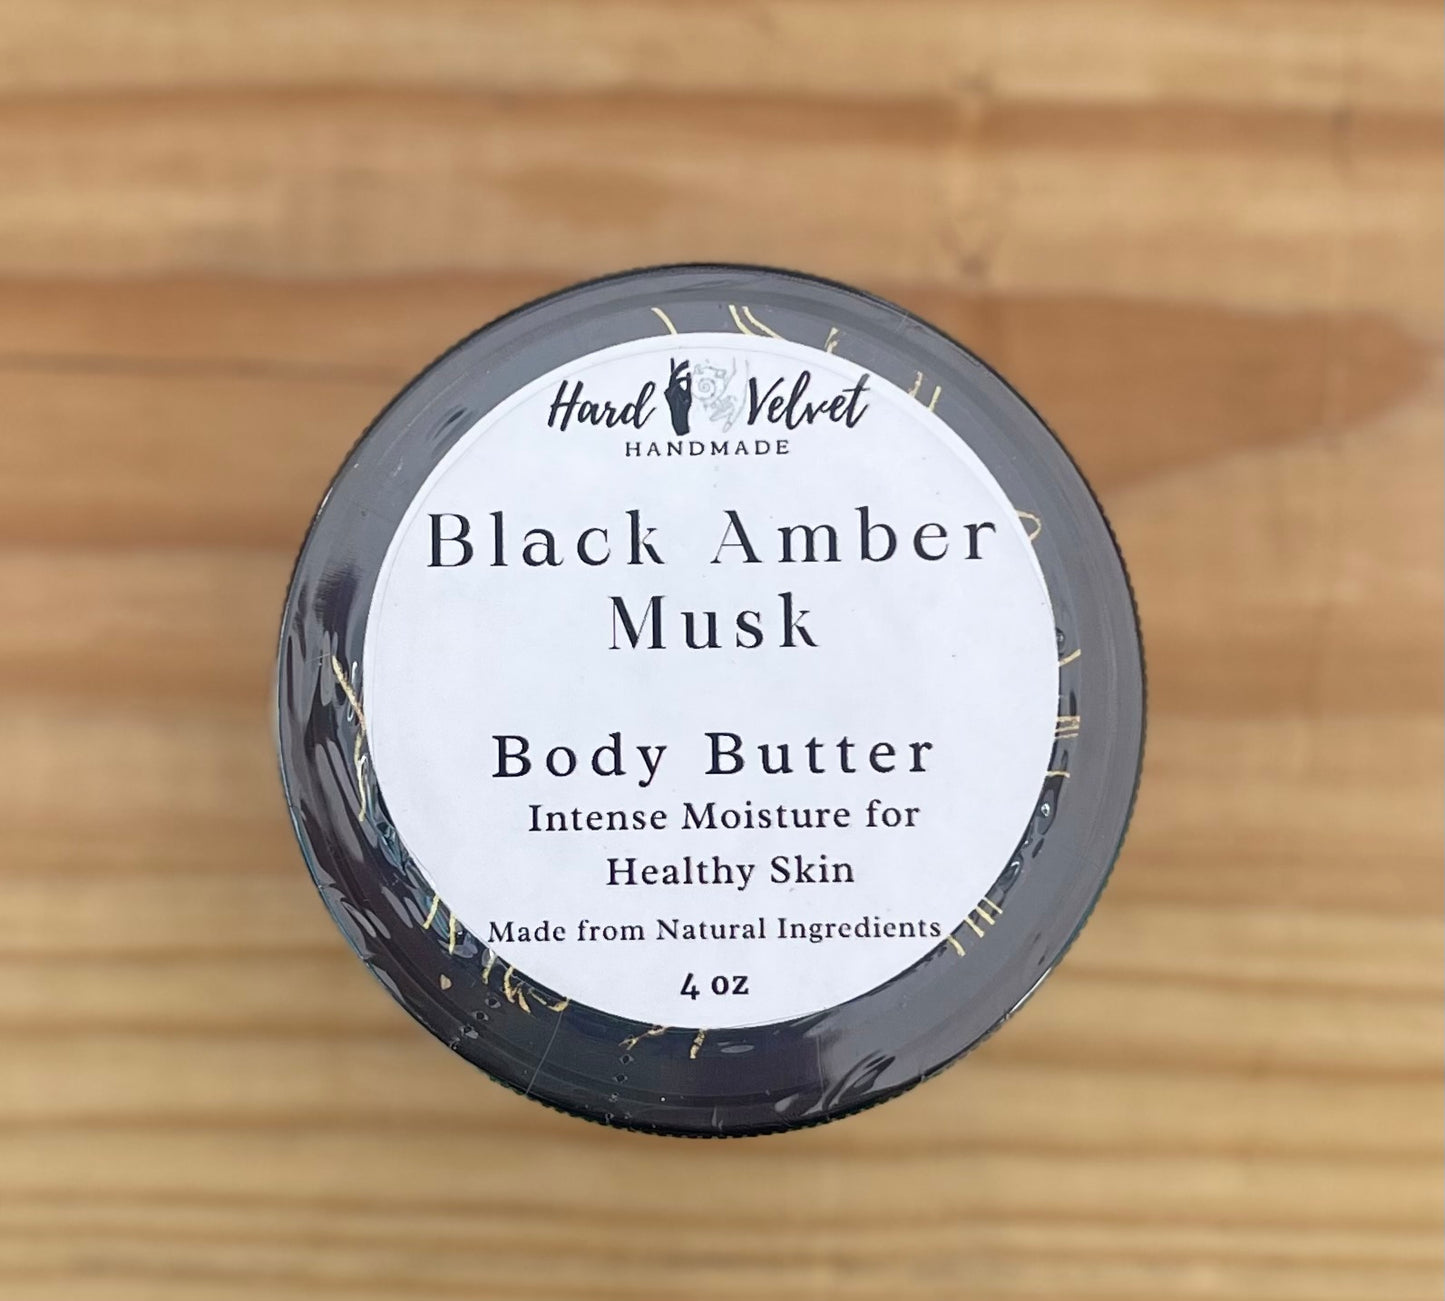 Hard Velvet
HANDMADE
Black Amber
Musk
Body Butter
Intense Moisture for
Healthy Skin
Made from Natural Ingredients
4 oz